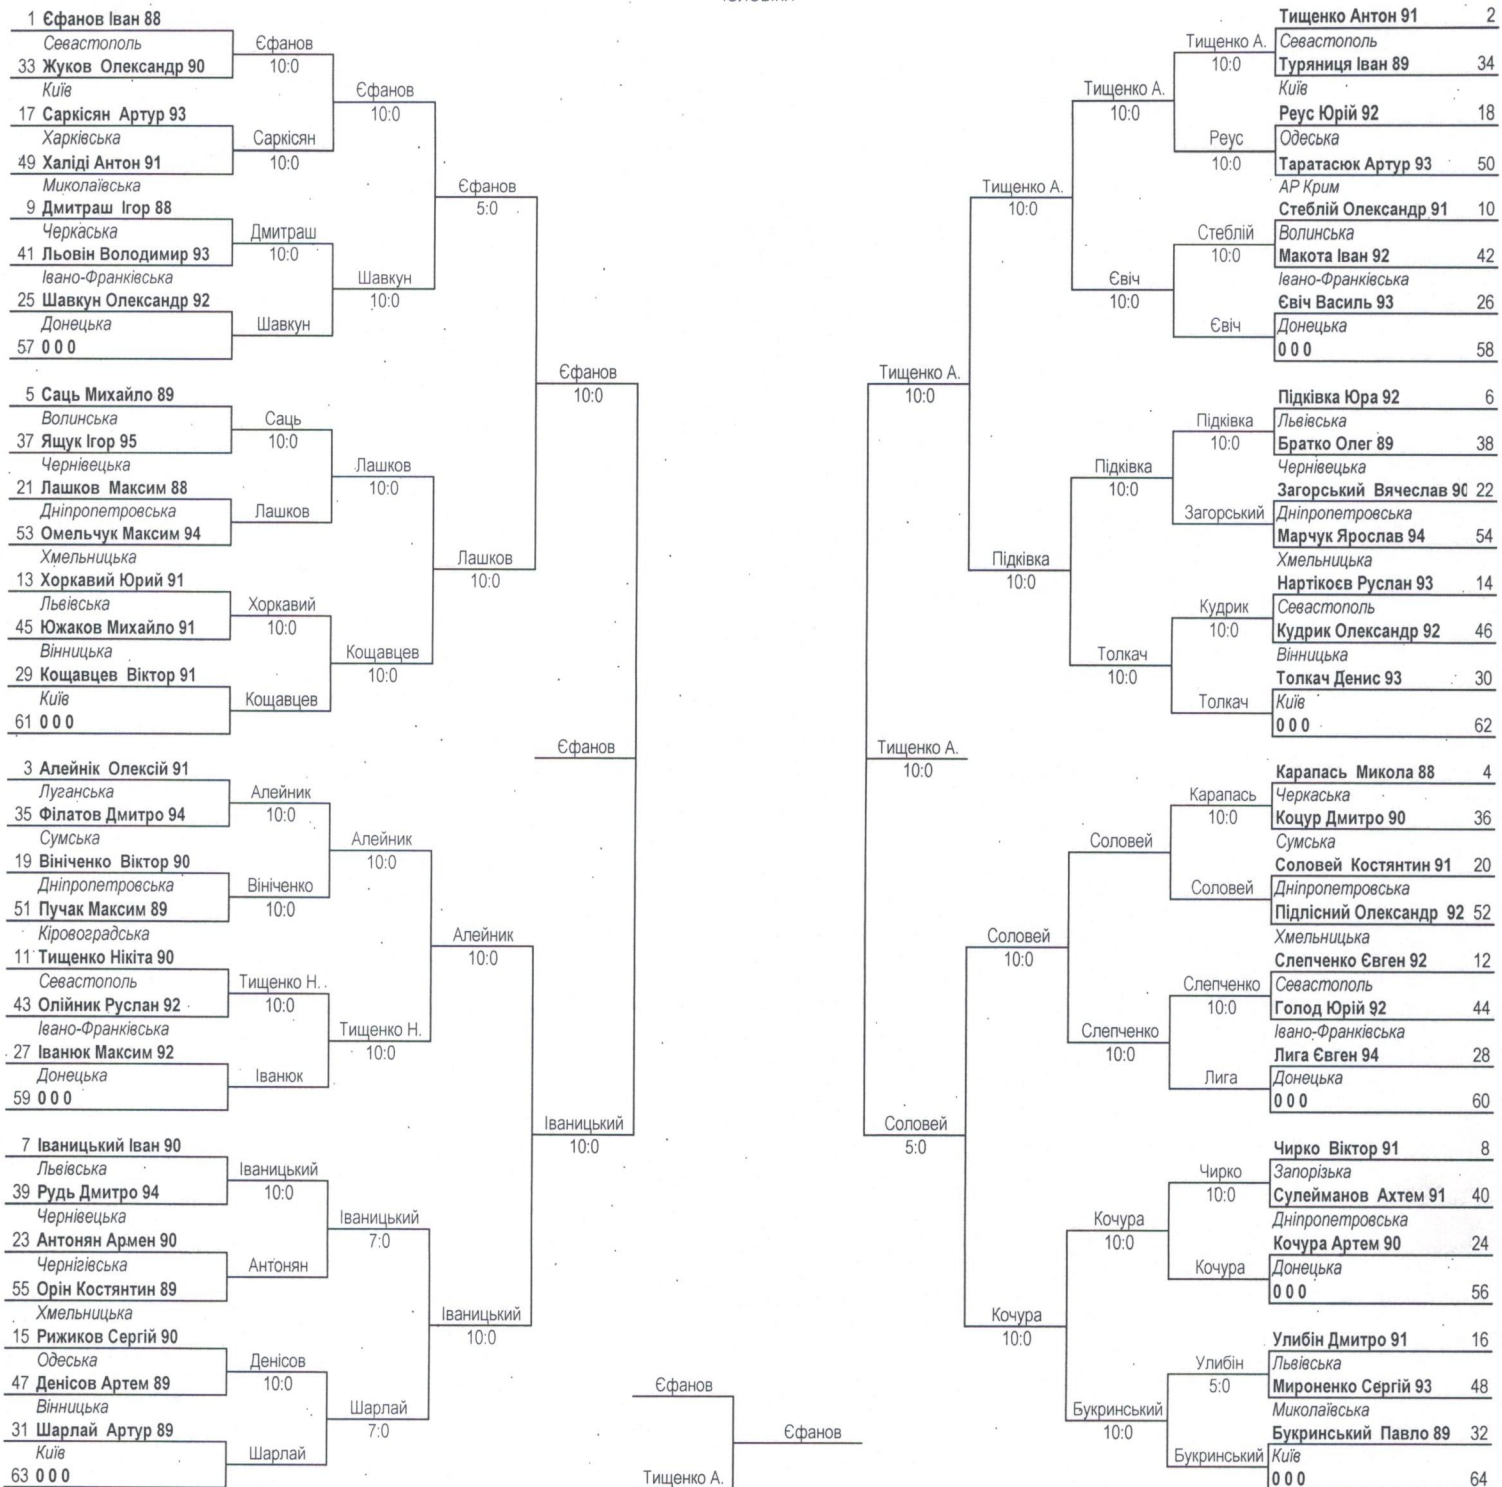 1 Єфанов Іван 88
Севастополь
33 Жуков Олександр 90
Київ
17 Саркісян Артур 93
Харківська
49 Халіді Антон 91
Миколаївська
9 Дмитраш Ігор 88
Черкаська
41 Льовін Володимир 93
Івано-Франківська
25 Шавкун Олександр 92
Донецька
57 0 0 0
5 Саць Михайло 89
Волинська
37 Ящук Ігор 95
Чернівецька
21 Лашков Максим 88
Дніпропетровська
53 Омельчук Максим 94
Хмельницька
13 Хоркавий Юрий 91
Львівська
45 Южаков Михайло 91
Вінницька
29 Кощавцев Віктор 91
Київ
61 0 0 0
3 Алейнік Олексій 91
Луганська
35 Філатов Дмитро 94
Сумська
19 Вініченко Віктор 90
Дніпропетровська
51 Пучак Максим 89
Кіровоградська
11 Тищенко Нікіта 90
Севастополь
43 Олійник Руслан 92
Івано-Франківська
27 Іванюк Максим 92
Донецька
59 0 0 0
7 Іваницький Іван 90
Львівська
39 Рудь Дмитро 94
Чернівецька
23 Антонян Армен 90
Чернігівська
55 Орін Костянтин 89
Хмельницька
15 Рижиков Сергій 90
Одеська
47 Денісов Артем 89
Вінницька
31 Шарлай Артур 89
Київ
63 0 0 0
Єфанов
10:0
Саркісян
10:0
Дмитраш
10:0
Шавкун
Саць
10:0
Лашков
Хоркавий
10:0
Кощавцев
Алейник
10:0
Вініченко
10:0
Тищенко Н.
10:0
Іванюк
Іваницький
10:0
Антонян
Денісов
10:0
Шарлай
Єфанов
10:0
Шавкун
10:0
Лашков
10:0
Кощавцев
10:0
Алейник
10:0
Тищенко Н.
10:0
Іваницький
7:0
Шарлай
7:0
Єфанов
5:0
Лашков
10:0
Алейник
10:0
Іваницький
10:0
Єфанов
10:0
Іваницький
10:0
Єфанов
Єфанов
Тищенко А.
Єфанов
Тищенко А.
10:0
Тищенко А.
10:0
Соловей
5:0
Тищенко А.
10:0
Підківка
10:0
Соловей
10:0
Кочура
10:0
Тищенко А.
10:0
Євіч
10:0
Підківка
10:0
Толкач
10:0
Соловей
Слепченко
10:0
Кочура
10:0
Букринський
10:0
Тищенко А.
10:0
Реус
10:0
Стеблій
10:0
Євіч
Підківка
10:0
Загорський
Кудрик
10:0
Толкач
Карапась
10:0
Соловей
Слепченко
10:0
Лига
Чирко
10:0
Кочура
Улибін
5:0
Букринський
Тищенко Антон 91 2
Севастополь
Туряниця Іван 89 34
Київ
Реус Юрій 92 18
Одеська
Таратасюк Артур 93 50
АР Крим
Стеблій Олександр 91 10
Волинська
Макота Іван 92 42
Івано-Франківська
Євіч Василь 93 26
Донецька
0 0 0 58
Підківка Юра 92 6
Львівська
Братко Олег 89 38
Чернівецька
Загорський Вячеслав 90 22
Дніпропетровська
Марчук Ярослав 94 54
Хмельницька
Нартікоєв Руслан 93 14
Севастополь
Кудрик Олександр 92 46
Вінницька
Толкач Денис 93 30
Київ
0 0 0 62
Карапась Микола 88 4
Черкаська
Коцур Дмитро 90 36
Сумська
Соловей Костянтин 91 20
Дніпропетровська
Підлісний Олександр 92 52
Хмельницька
Слепченко Євген 92 12
Севастополь
Голод Юрій 92 44
Івано-Франківська
Лига Євген 94 28
Донецька
0 0 0 60
Чирко Віктор 91 8
Запорізька
Сулейманов Ахтем 91 40
Дніпропетровська
Кочура Артем 90 24
Донецька
0 0 0 56
Улибін Дмитро 91 16
Львівська
Мироненко Сергій 93 48
Миколаївська
Букринський Павло 89 32
Київ
0 0 0 64